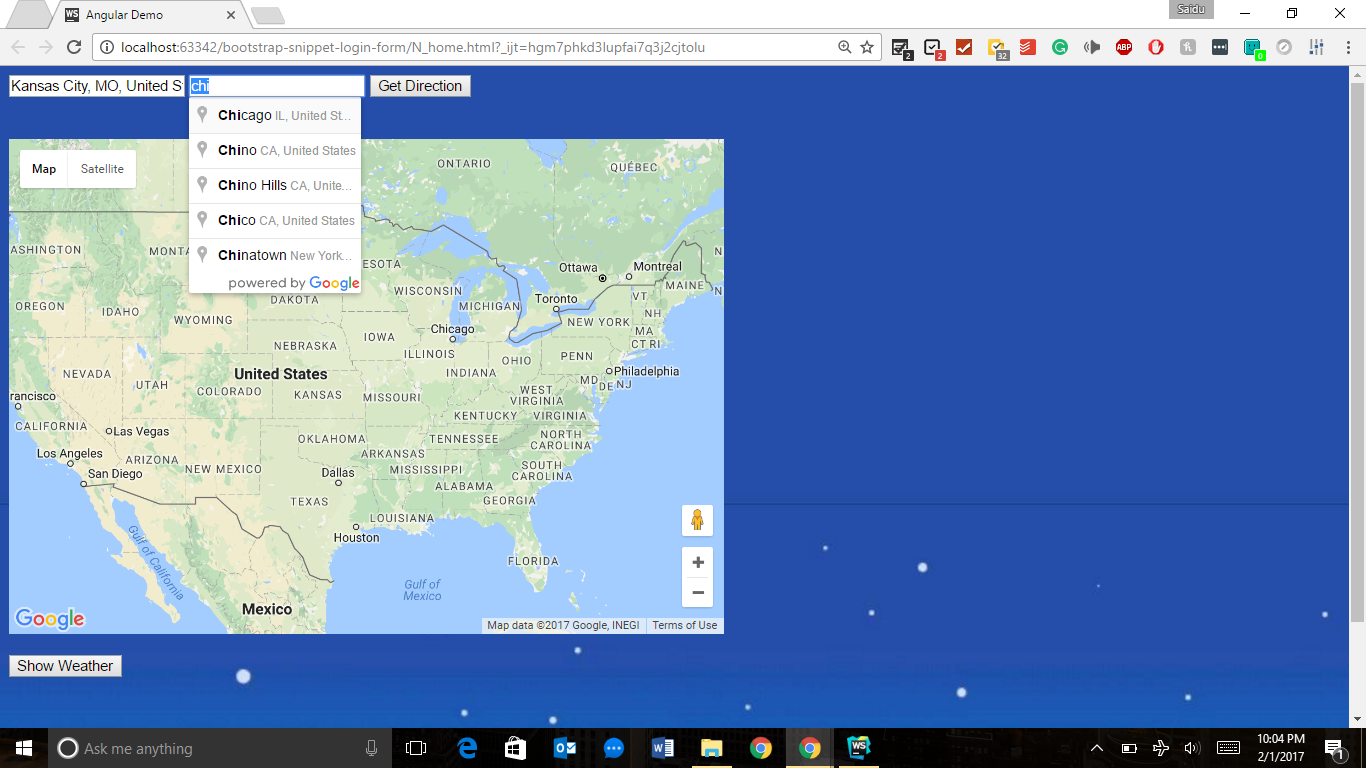 Angular Demo
Saidu
localhost:63342/bootstrap-snippet-login-form/N_home.html?_ijt=hgm7phkd3lupfai7q3j2cjtolu
2
2
32
ABP
0
Kansas City, MO, United S
chi
Get Direction
Chicago IL, United St...
Chino CA, United States
Chino Hills CA, Unite...
Chico CA, United States
Chinatown New York...
powered by Google
Map
Satellite
ONTARIO
QUÉBEC
ASHINGTON
MONTA
ESOTA
Ottawa
Montreal
MAINE
N
N
DAKOTA
WISCONSIN
MICHIGAN
Toronto
VT
NH
OREGON
IDAHO
WYOMING
NEW YORK
MA
Chicago
IOWA
CT
RI
NEBRASKA
ILLINOIS
OHIO
PENN
NEVADA
UTAH
United States
INDIANA
Philadelphia
MD
DE
NJ
COLORADO
KANSAS
MISSOURI
WEST
VIRGINIA
rancisco
KENTUCKY
VIRGINIA
CALIFORNIA
Las Vegas
OKLAHOMA
TENNESSEE
NORTH
CAROLINA
Los Angeles
ARIZONA
NEW MEXICO
ARKANSAS
MISSISSIPPI
SOUTH
CAROLINA
San Diego
Dallas
ALABAMA
TEXAS
GEORGIA
LOUISIANA
Houston
Gulf of California
FLORIDA
Gulf of
Mexico
Mexico
Google
Map data ©2017 Google, INEGI
Terms of Use
Show Weather
Ask me anything
10:04 PM
2/1/2017
1